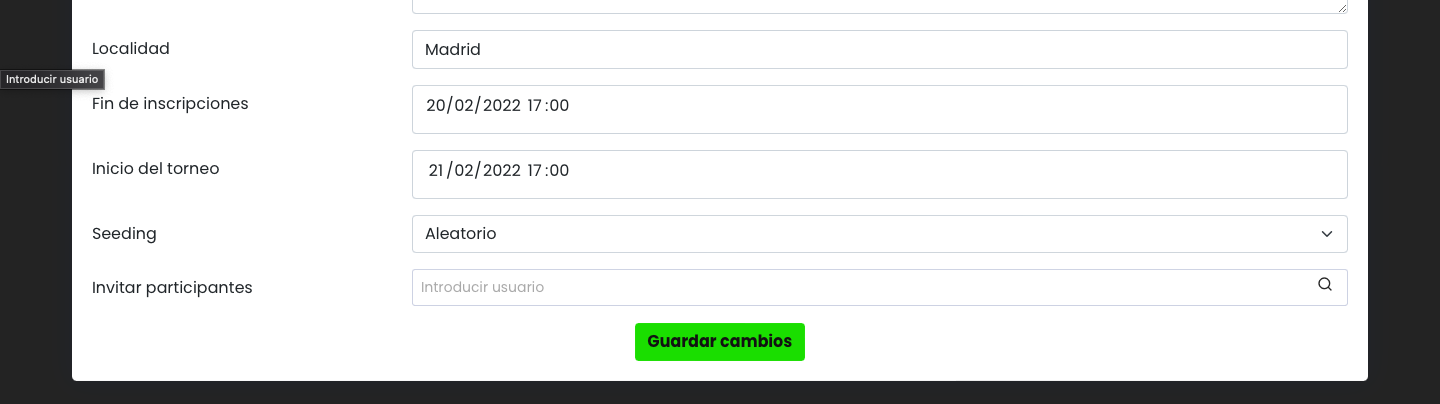 Localidad
Madrid
Introducir usuario
Fin de inscripciones
20/02/2022 17:00
Inicio del torneo
21/02/2022 17:00
Seeding
Aleatorio
Invitar participantes
Introducir usuario
Guardar cambios